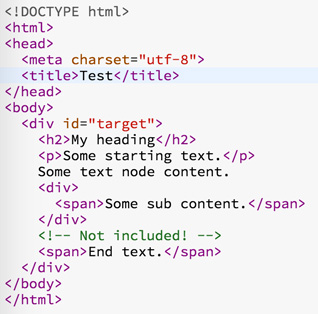 <!DOCTYPE html>
<html>
<head>
  <meta charset="utf-8">
  <title>Test</title>
</head>
<body>
  <div id="target">
    <h2>My heading</h2>
    <p>Some starting text.</p>
    Some text node content.
    <div>
      <span>Some sub content.</span>
    </div>
    <!-- Not included! -->
    <span>End text.</span>
  </div>
</body>
</html>